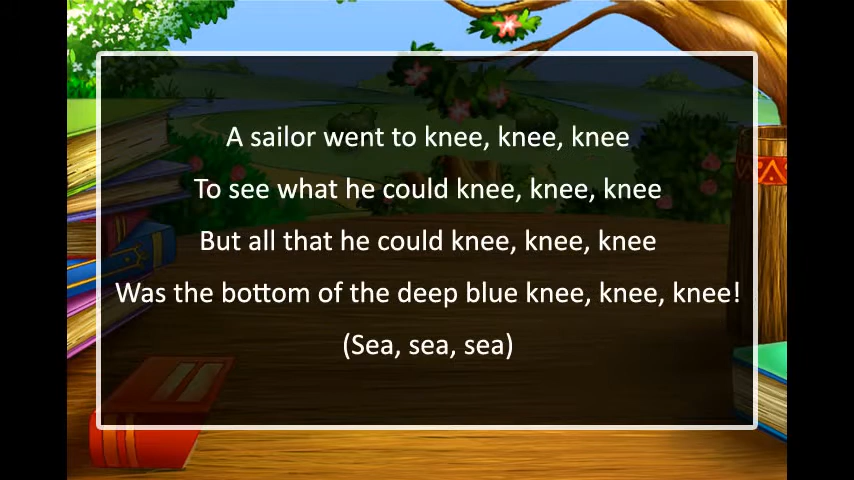 A sailor went to knee, knee, knee
To see what he could knee, knee, knee
But all that he could knee, knee, knee
Was the bottom of the deep blue knee, knee, knee!
(Sea, sea, sea)